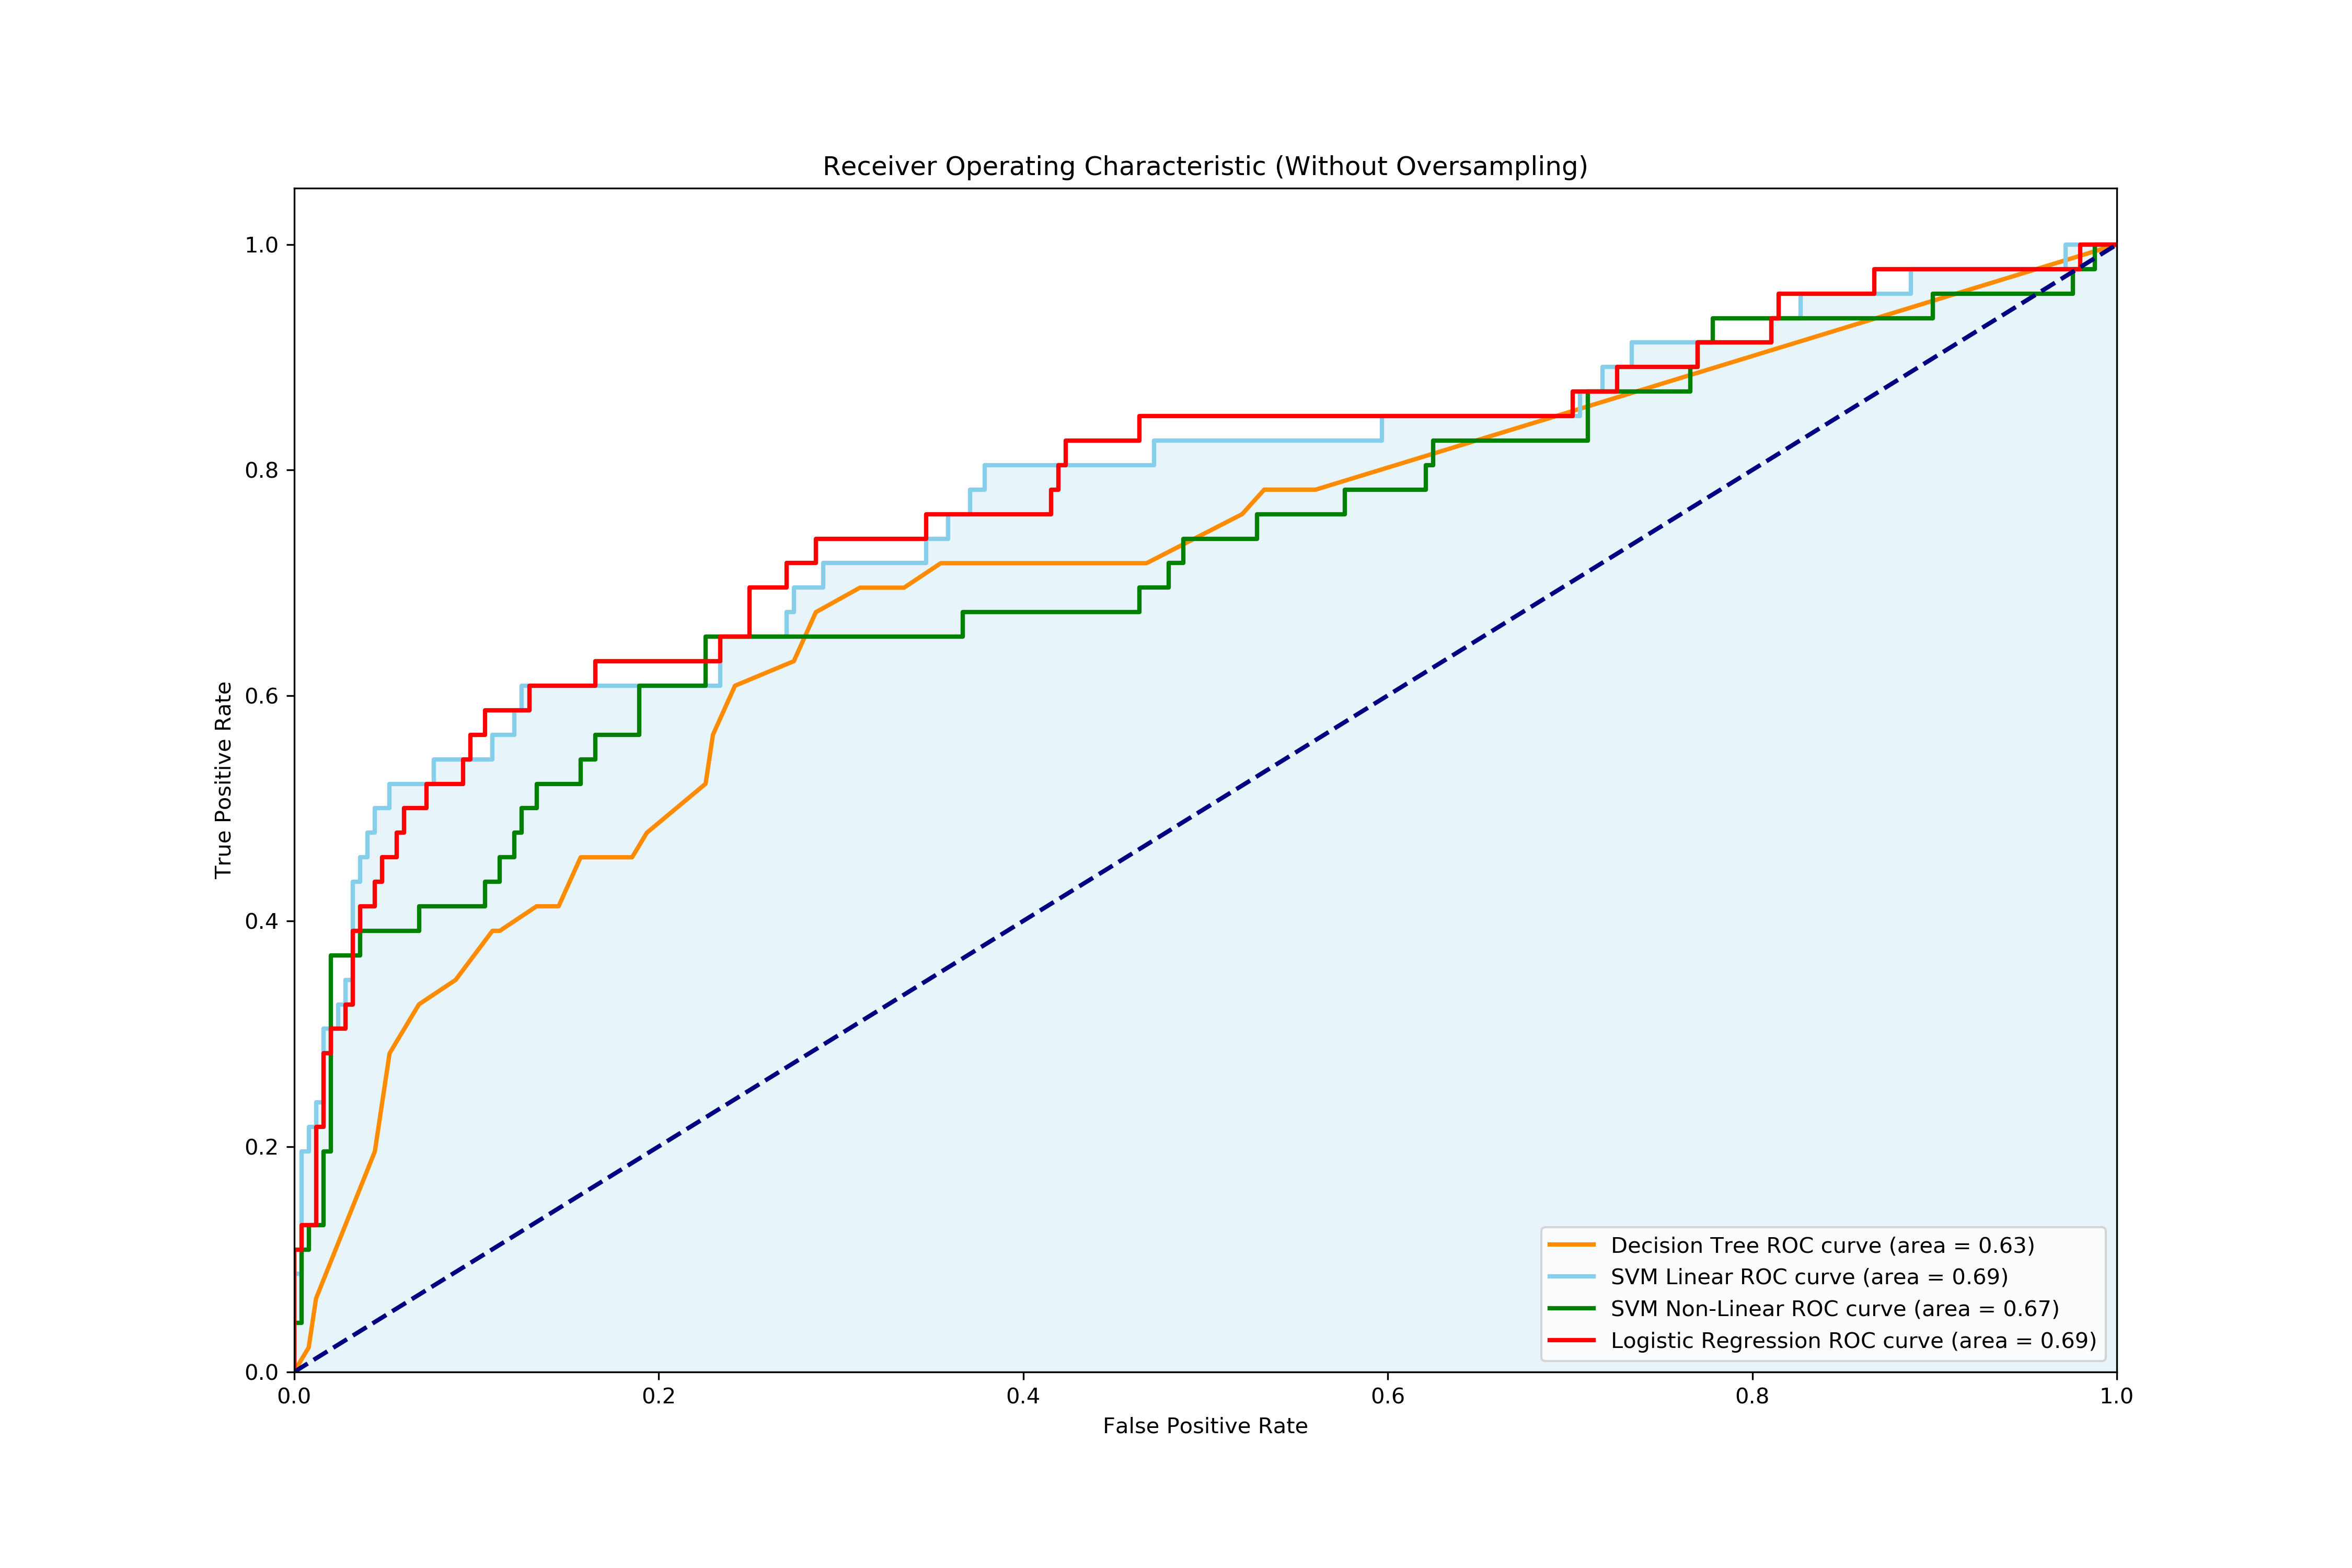 Receiver Operating Characteristic (Without Oversampling)
1.0
0.8
0.6
0.4
0.2
0.0
True Positive Rate
0.0 0.2 0.4 0.6 0.8 1.0
False Positive Rate
Decision Tree ROC curve (area = 0.63)
SVM Linear ROC curve (area = 0.69)
SVM Non-Linear ROC curve (area = 0.67)
Logistic Regression ROC curve (area = 0.69)